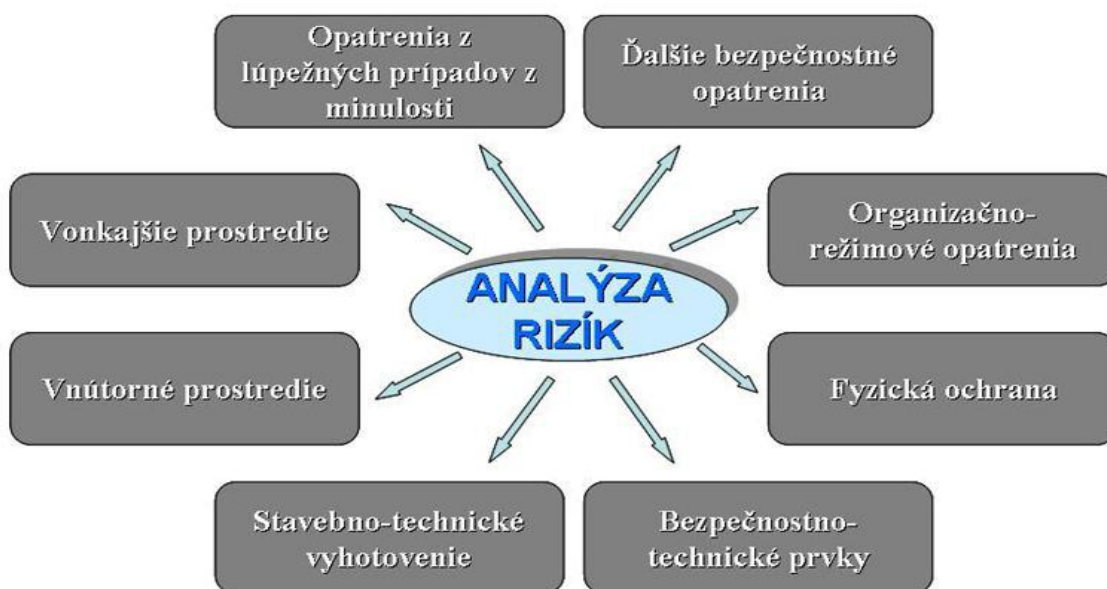 Opatrenia z
lúpežných prípadov z
minulosti
Ďalšie bezpečnostné
opatrenia
Vonkajšie prostredie
Organizačno-
režimové opatrenia
ANALÝZA
RIZÍK
Vnútorné prostredie
Fyzická ochrana
Stavebno-technické
vyhotovenie
Bezpečnostno-
technické prvky